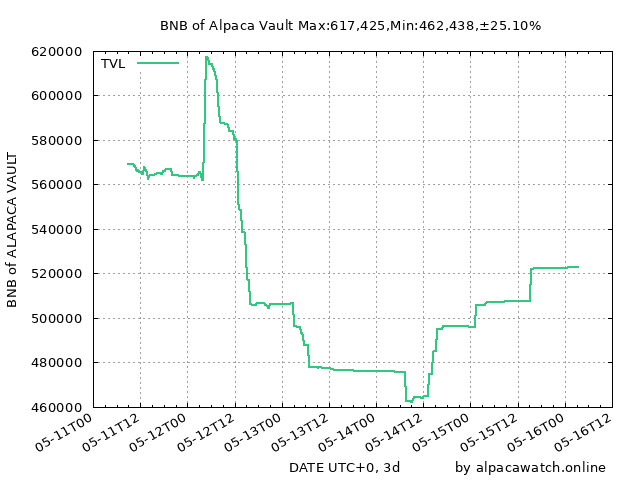 BNB of Alpaca Vault Max:617,425,Min:462,438,±25.10%
TVL
620000
600000
580000
560000
540000
520000
500000
480000
460000
BNB of ALAPACA VAULT
05-11T00
05-11T12
05-12T00
05-12T12
05-13T00
05-13T12
05-14T00
05-14T12
05-15T00
05-15T12
05-16T00
05-16T12
DATE UTC+0, 3d
by alpacawatch.online